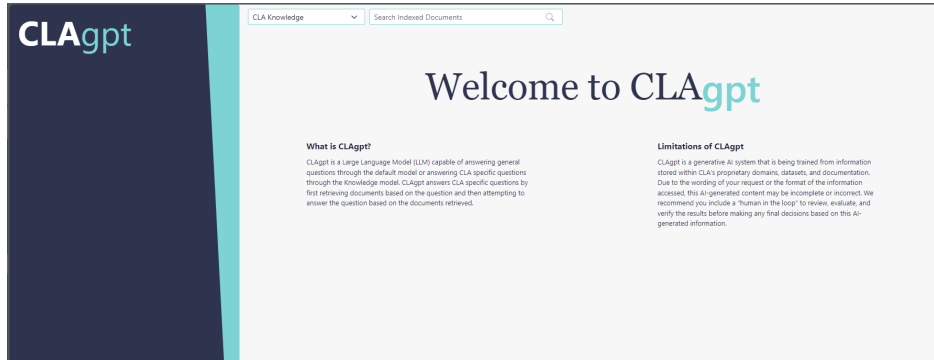 CLAgpt
CLA Knowledge
Search Indexed Documents
Welcome to CLAgpt
What is CLAgpt?
CLAgpt is a Large Language Model (LLM) capable of answering general
questions through the default model or answering CLA specific questions
through the Knowledge model. CLAgpt answers CLA specific questions by
first retrieving documents based on the question and then attempting to
answer the question based on the documents retrieved.
Limitations of CLAgpt
CLAgpt is a generative AI system that is being trained from information
stored within CLA's proprietary domains, datasets, and documentation.
Due to the wording of your request or the format of the information
accessed, this AI-generated content may be incomplete or incorrect. We
recommend you include a "human in the loop" to review, evaluate, and
verify the results before making any final decisions based on this AI-
generated information.